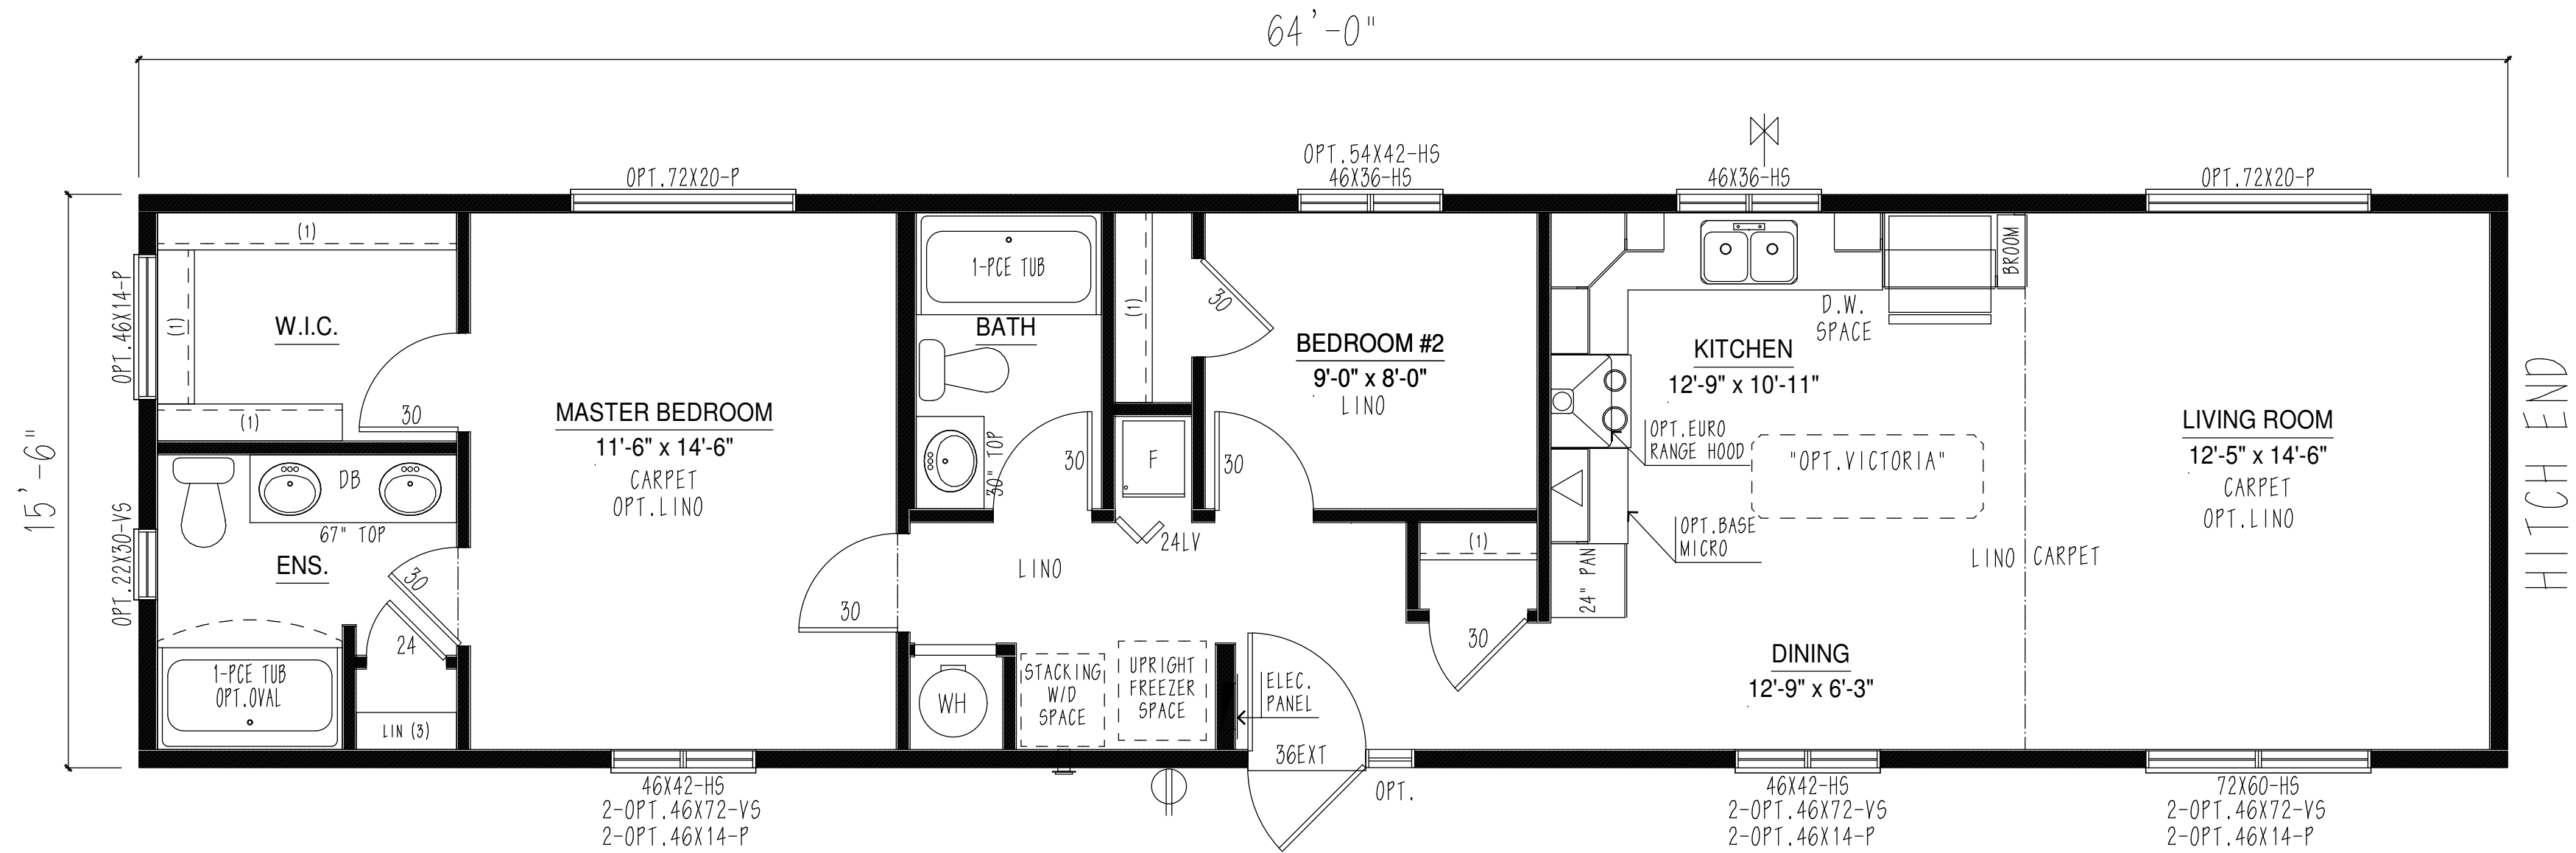 64'-0"
OPT.72X20-P
OPT.54X42-HS
46X36-HS
46X36-HS
OPT.72X20-P
15'-6"
OPT.46X14-P
OPT.22X30-VS
(1)
(1)
W.I.C.
(1)
30
DB
67" TOP
ENS.
30
24
1-PCE TUB
OPT.OVAL
LIN (3)
MASTER BEDROOM
11'-6" x 14'-6"
CARPET
OPT.LINO
30
1-PCE TUB
BATH
30" TOP
30
(1)
F
24LV
LINO
30
BEDROOM #2
9'-0" x 8'-0"
LINO
30
(1)
30
WH
STACKING
W/D
SPACE
UPRIGHT
FREEZER
SPACE
ELEC.
PANEL
36EXT
OPT.
BROOM
D.W.
SPACE
KITCHEN
12'-9" x 10'-11"
OPT.EURO
RANGE HOOD
"OPT.VICTORIA"
OPT.BASE
MICRO
24" PAN
LINO
CARPET
DINING
12'-9" x 6'-3"
LIVING ROOM
12'-5" x 14'-6"
CARPET
OPT.LINO
HITCH END
46X42-HS
2-OPT.46X72-VS
2-OPT.46X14-P
46X42-HS
2-OPT.46X72-VS
2-OPT.46X14-P
72X60-HS
2-OPT.46X72-VS
2-OPT.46X14-P